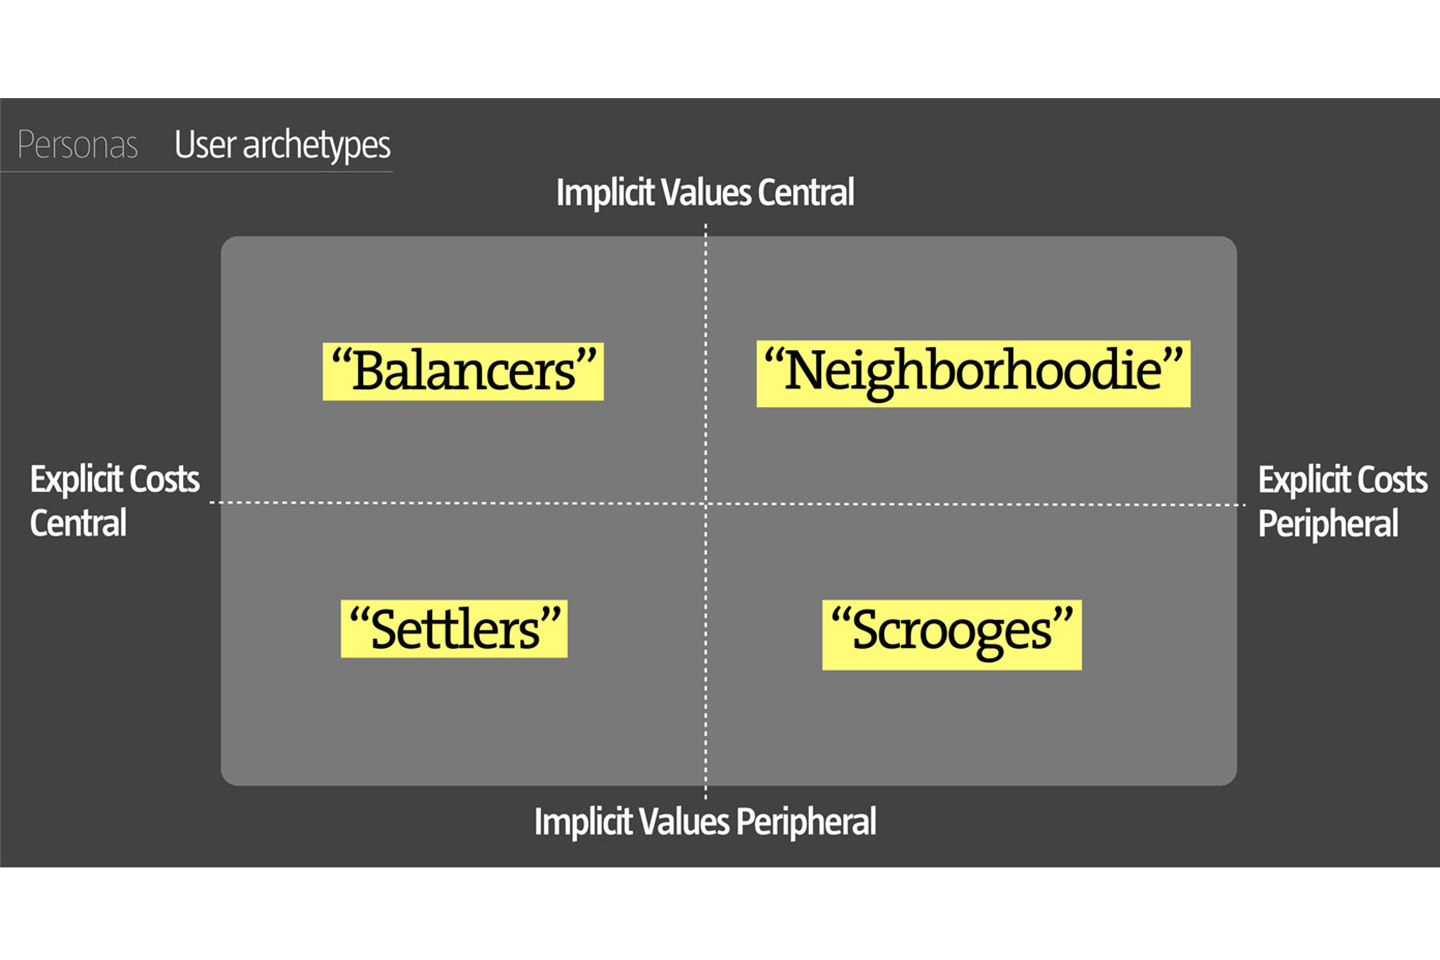 Personas User archetypes
Implicit Values Central
“Balancers” “Neighborhoodie”
Explicit Costs
Central
Explicit Costs
Peripheral
“Settlers” “Scrooges”
Implicit Values Peripheral